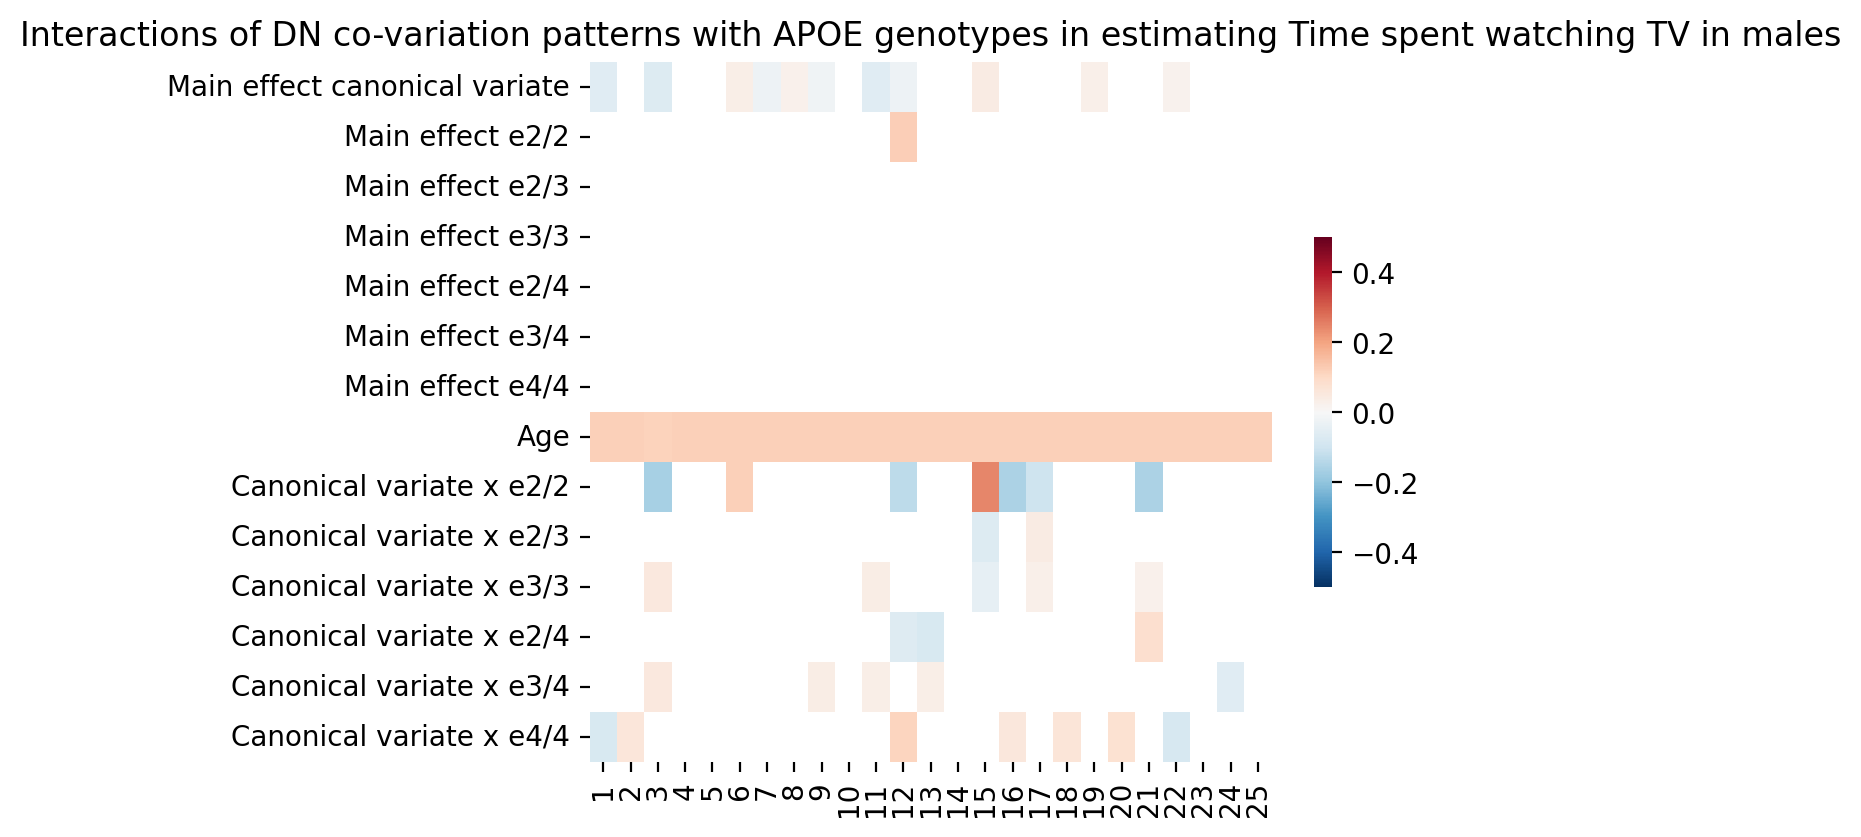 Interactions of DN co-variation patterns with APOE genotypes in estimating Time spent watching TV in males
Main effect canonical variate
Main effect e2/2
Main effect e2/3
Main effect e3/3
Main effect e2/4
Main effect e3/4
Main effect e4/4
Age
Canonical variate x e2/2
Canonical variate x e2/3
Canonical variate x e3/3
Canonical variate x e2/4
Canonical variate x e3/4
Canonical variate x e4/4
1 2 3 4 5 6 7 8 9 10 11 12 13 14 15 16 17 18 19 20 21 22 23 24 25
0.4
0.2
0.0
−0.2
−0.4